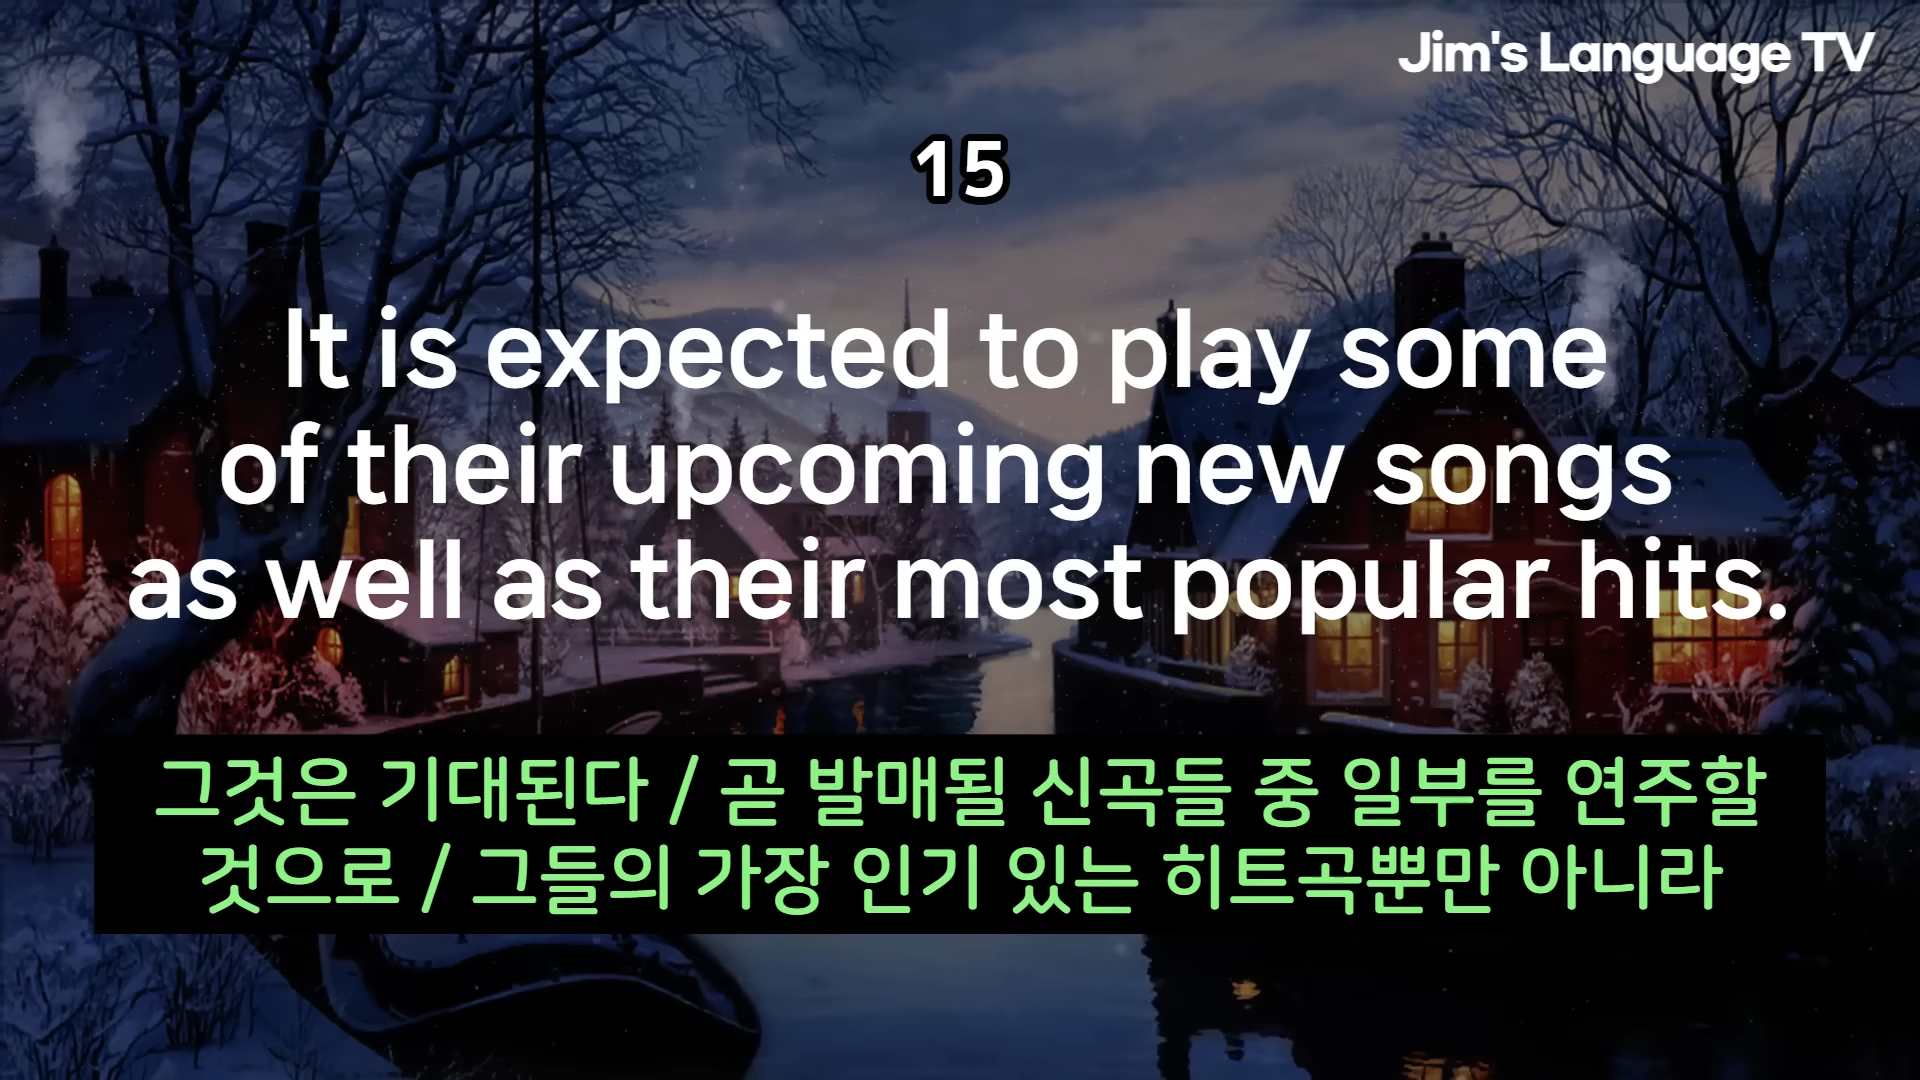 Jim's Language TV
15
It is expected to play some
of their upcoming new songs
as well as their most popular hits.
그것은 기대된다 / 곧 발매될 신곡들 중 일부를 연주할
것으로 / 그들의 가장 인기 있는 히트곡뿐만 아니라